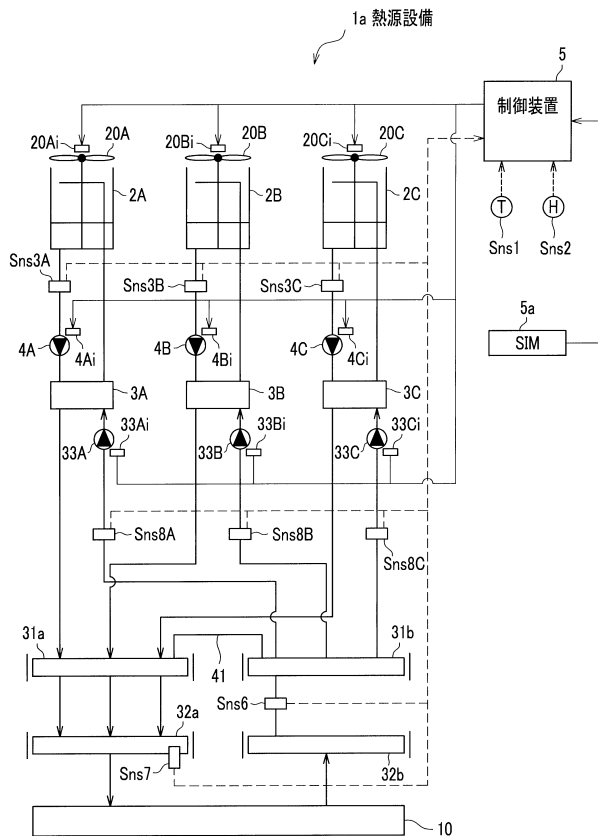 1a 熱源設備
5
制御装置
20Ai
20A
20Bi
20B
20Ci
20C
2A
2B
2C
T
H
Sns1
Sns2
Sns3A
Sns3B
Sns3C
4A
4Ai
4B
4Bi
4C
4Ci
5a
SIM
3A
3B
3C
33A
33Ai
33B
33Bi
33C
33Ci
Sns8A
Sns8B
Sns8C
31a
31b
41
Sns6
32a
Sns7
32b
10